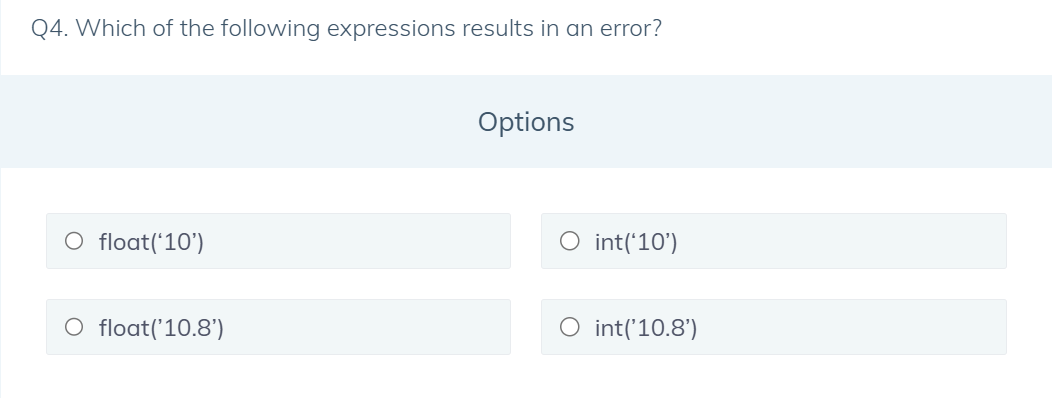 Q4. Which of the following expressions results in an error?
Options
float(‘10’)
int(‘10’)
float(’10.8’)
int(’10.8’)